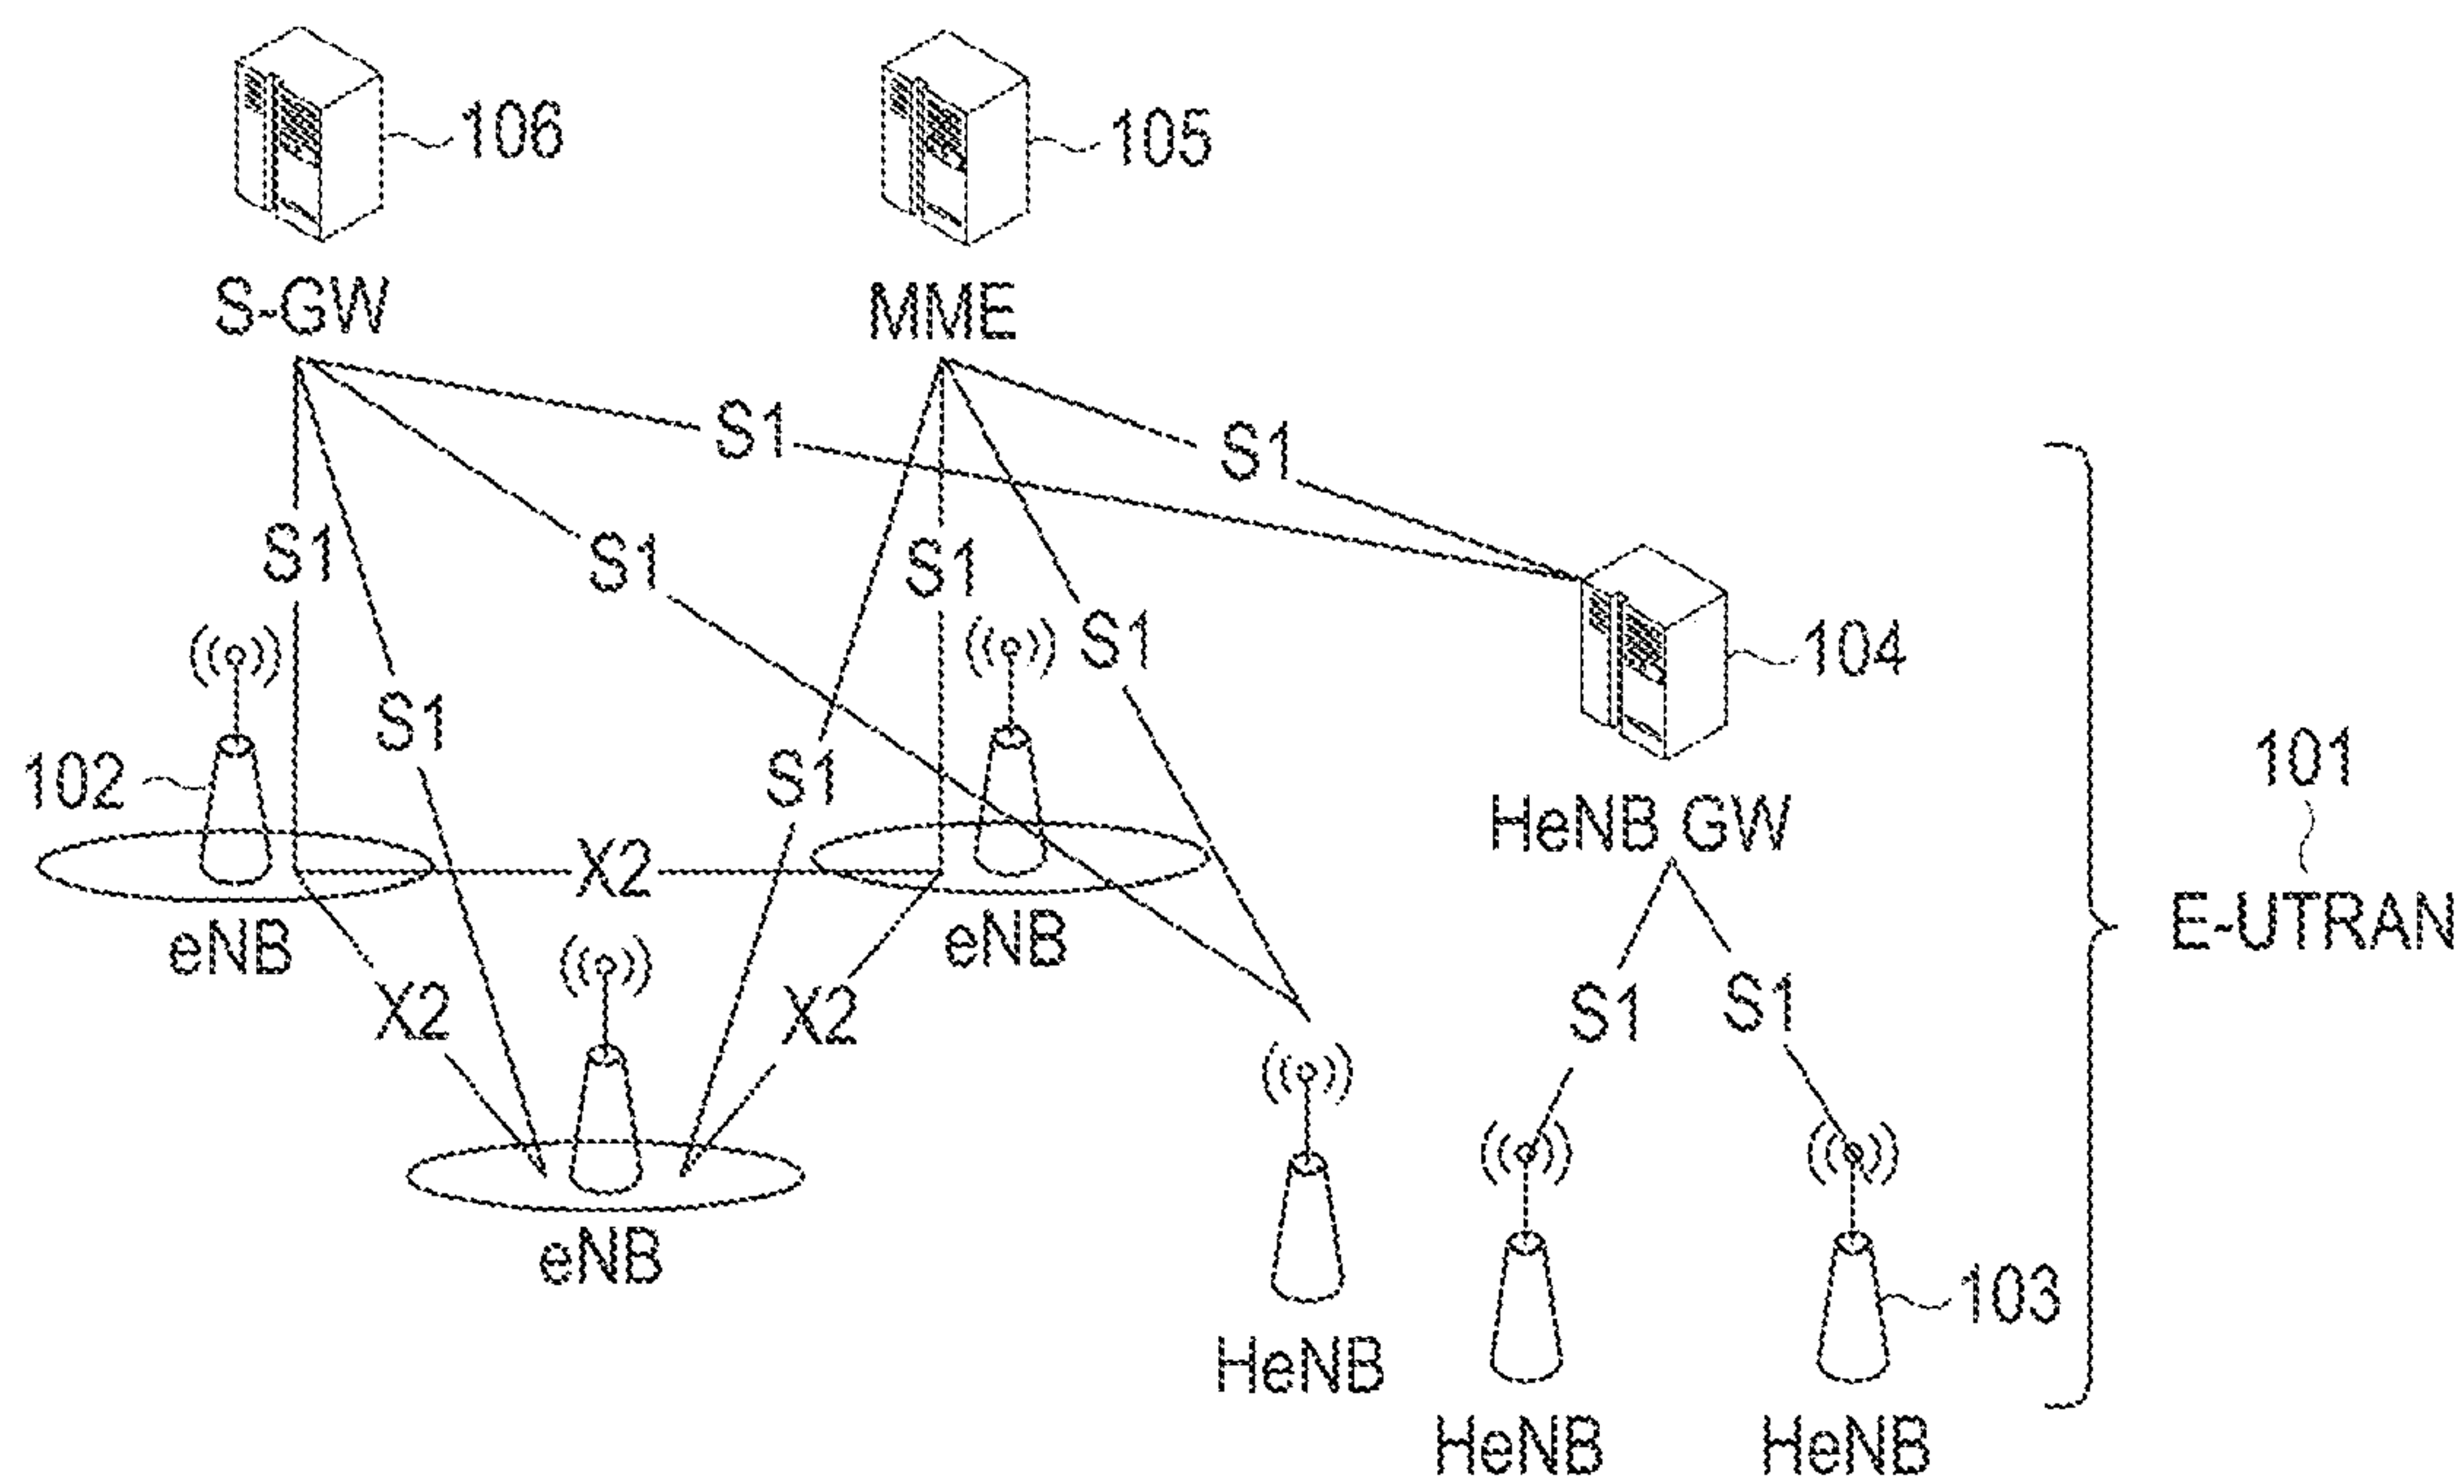 106
105
S-GW
MME
S1
S1
S1
S1
S1
S1
S1
S1
104
102
101
HeNB GW
X2
E-UTRAN
eNB
eNB
X2
X2
S1
S1
eNB
103
HeNB
HeNB
HeNB